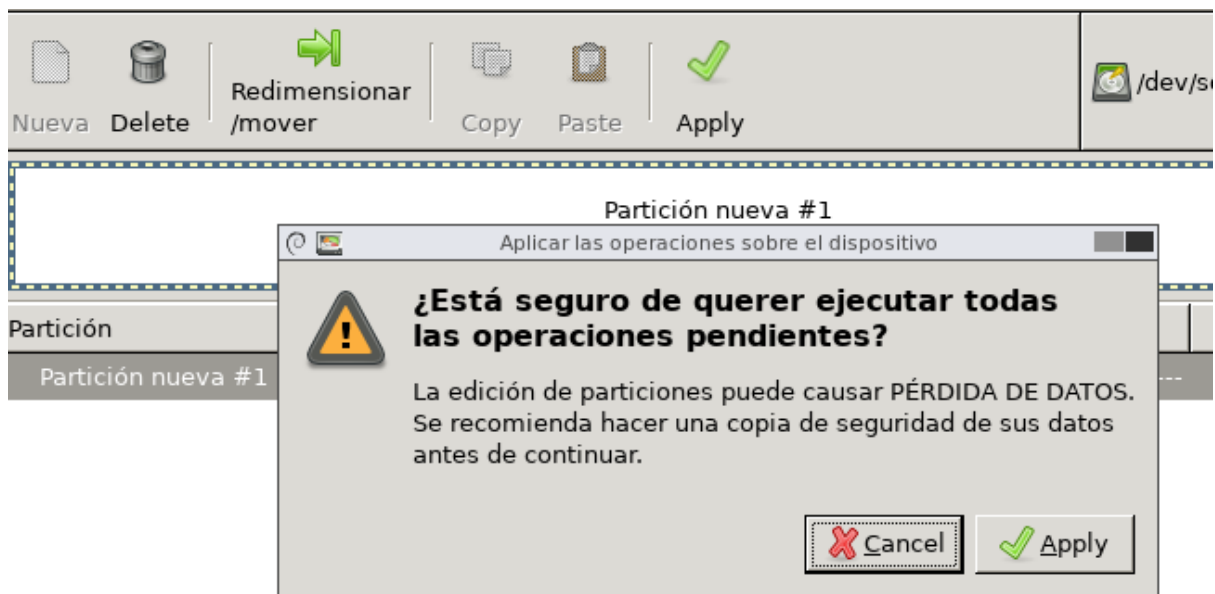 Nueva Delete Redimensionar
/mover Copy Paste Apply
/dev/s
Partición nueva #1
Aplicar las operaciones sobre el dispositivo
¿Está seguro de querer ejecutar todas
las operaciones pendientes?
Partición
Partición nueva #1
---
La edición de particiones puede causar PÉRDIDA DE DATOS.
Se recomienda hacer una copia de seguridad de sus datos
antes de continuar.
Cancel Apply